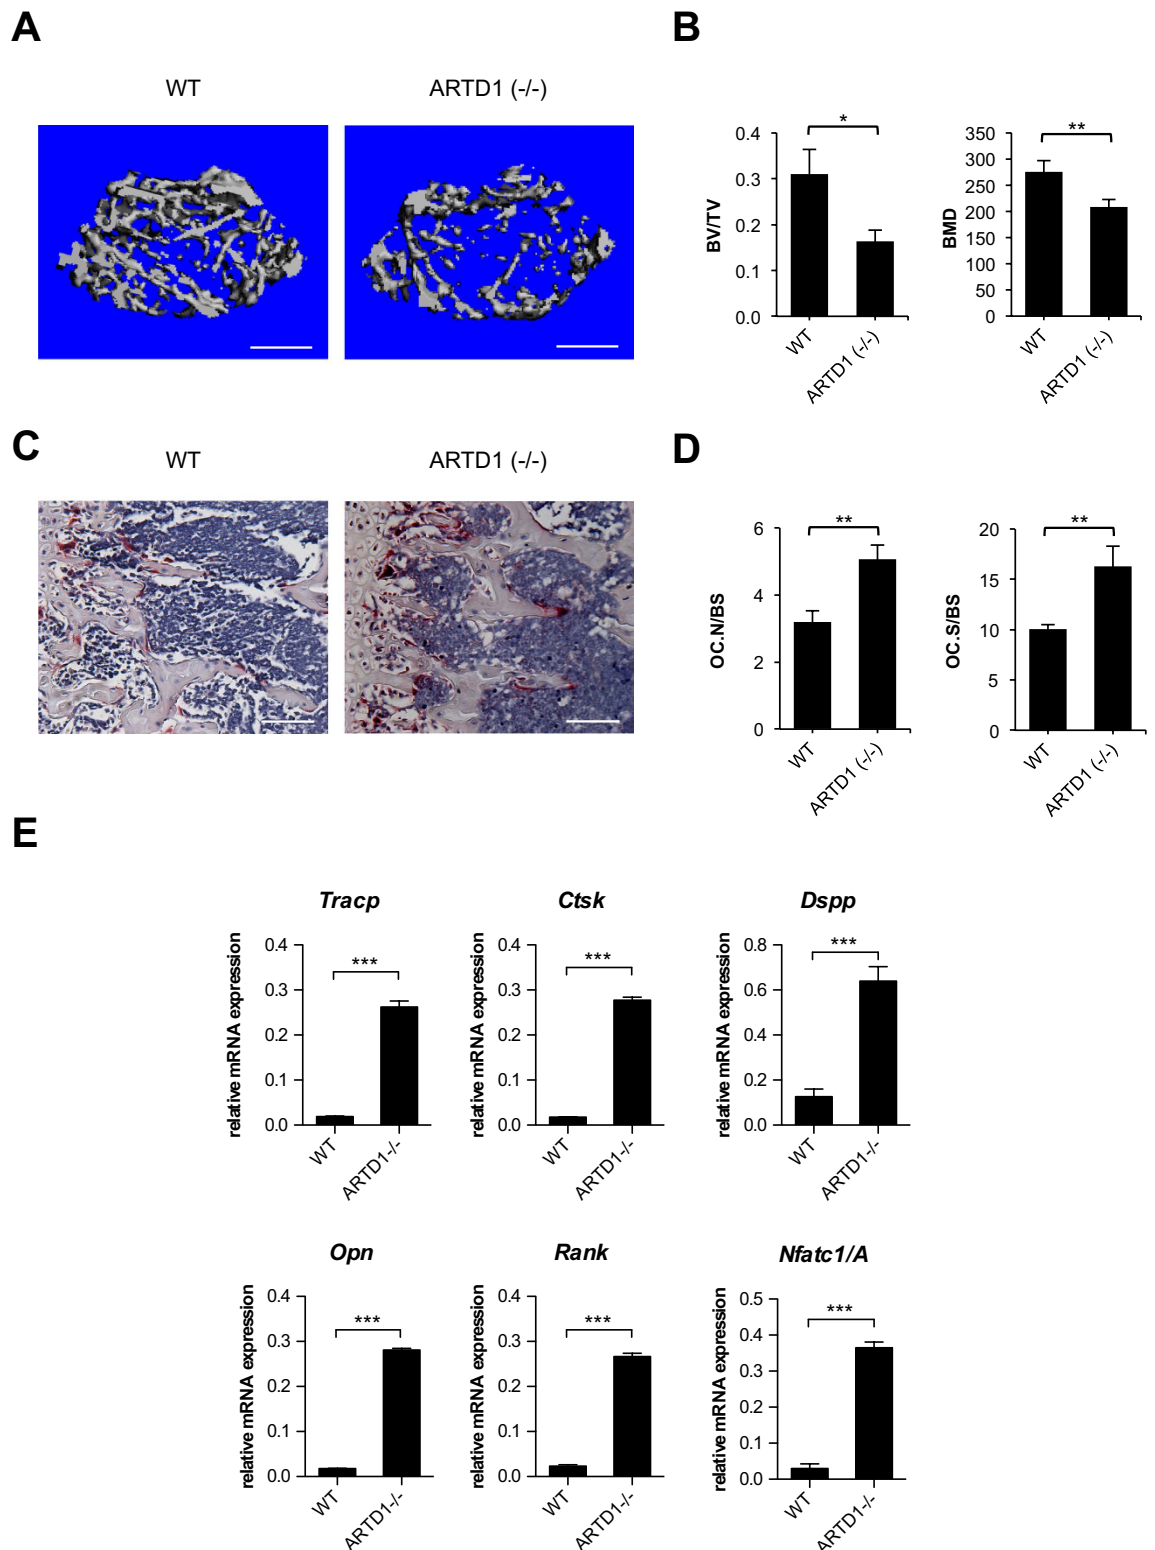 A
B
WT
ARTD1 (-/-)
BV/TV
0.4
0.3
0.2
0.1
0.0
*
WT
ARTD1 (-/-)
BMD
350
300
250
200
150
100
50
0
**
WT
ARTD1 (-/-)
C
D
WT
ARTD1 (-/-)
OC.N/BS
6
4
2
0
**
WT
ARTD1 (-/-)
OC.S/BS
20
15
10
5
0
**
WT
ARTD1 (-/-)
E
Tracp
relative mRNA expression
0.4
0.3
0.2
0.1
0.0
***
WT
ARTD1-/-
Ctsk
relative mRNA expression
0.4
0.3
0.2
0.1
0.0
***
WT
ARTD1-/-
Dspp
relative mRNA expression
0.8
0.6
0.4
0.2
0.0
***
WT
ARTD1-/-
Opn
relative mRNA expression
0.4
0.3
0.2
0.1
0.0
***
WT
ARTD1-/-
Rank
relative mRNA expression
0.4
0.3
0.2
0.1
0.0
***
WT
ARTD1-/-
Nfatc1/A
relative mRNA expression
0.5
0.4
0.3
0.2
0.1
0.0
***
WT
ARTD1-/-